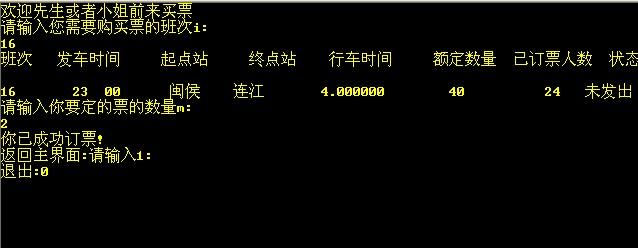 欢迎先生或者小姐前来买票
请输入您需要购买票的班次i:
16
班次 发车时间 起点站 终点站 行车时间 额定数量 已订票人数 状态
16 23 00 闽侯 连江 4.000000 40 24 未发出
请输入你要定的票的数量m:
2
你已成功订票!
返回主界面:请输入1:
退出:0